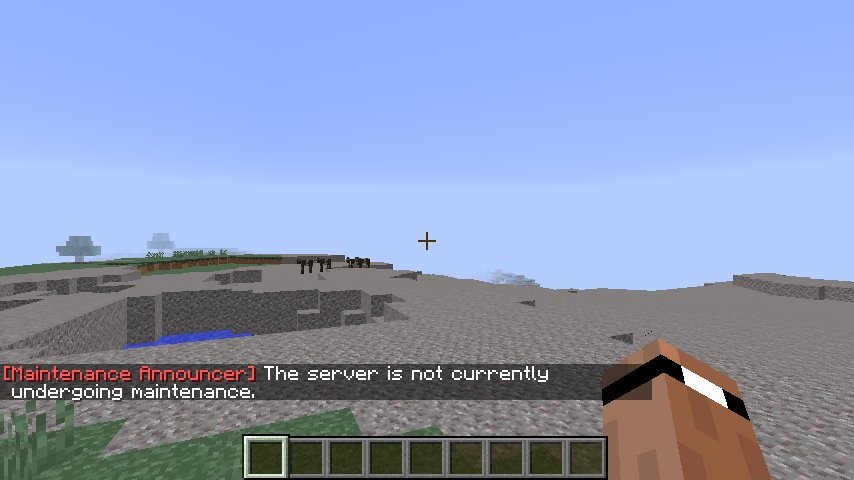 [Maintenance Announcer] The server is not currently
undergoing maintenance.